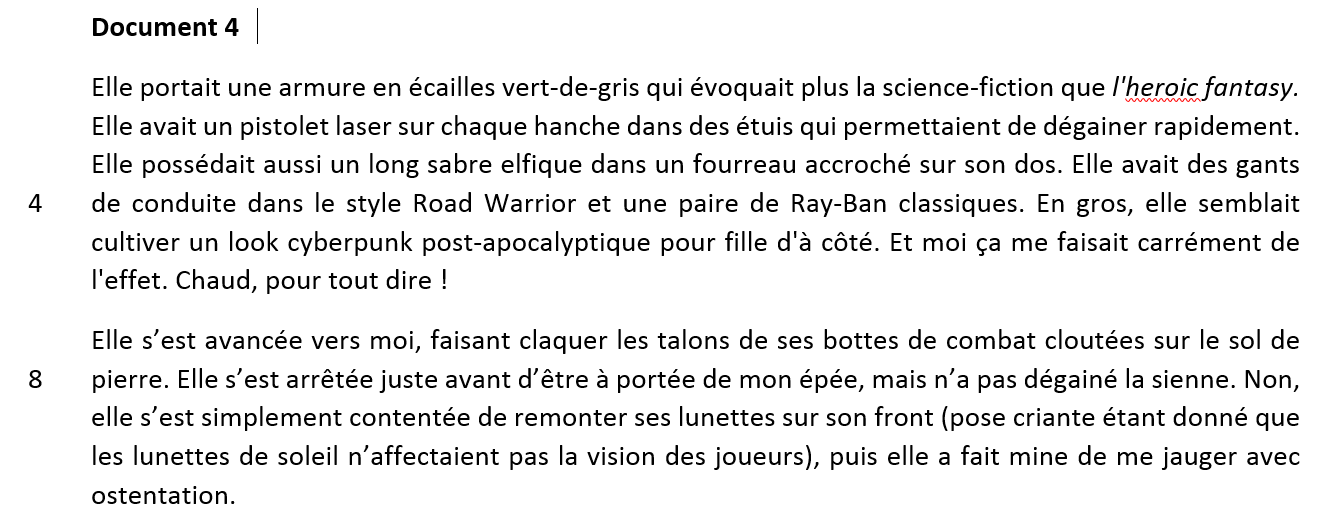 Document 4
Elle portait une armure en écailles vert-de-gris qui évoquait plus la science-fiction que l'heroic fantasy.
Elle avait un pistolet laser sur chaque hanche dans des étuis qui permettaient de dégainer rapidement.
Elle possédait aussi un long sabre elfique dans un fourreau accroché sur son dos. Elle avait des gants
4 de conduite dans le style Road Warrior et une paire de Ray-Ban classiques. En gros, elle semblait
cultiver un look cyberpunk post-apocalyptique pour fille d'à côté. Et moi ça me faisait carrément de
l'effet. Chaud, pour tout dire !
Elle s’est avancée vers moi, faisant claquer les talons de ses bottes de combat cloutées sur le sol de
8 pierre. Elle s’est arrêtée juste avant d’être à portée de mon épée, mais n’a pas dégainé la sienne. Non,
elle s’est simplement contentée de remonter ses lunettes sur son front (pose criante étant donné que
les lunettes de soleil n’affectaient pas la vision des joueurs), puis elle a fait mine de me jauger avec
ostentation.